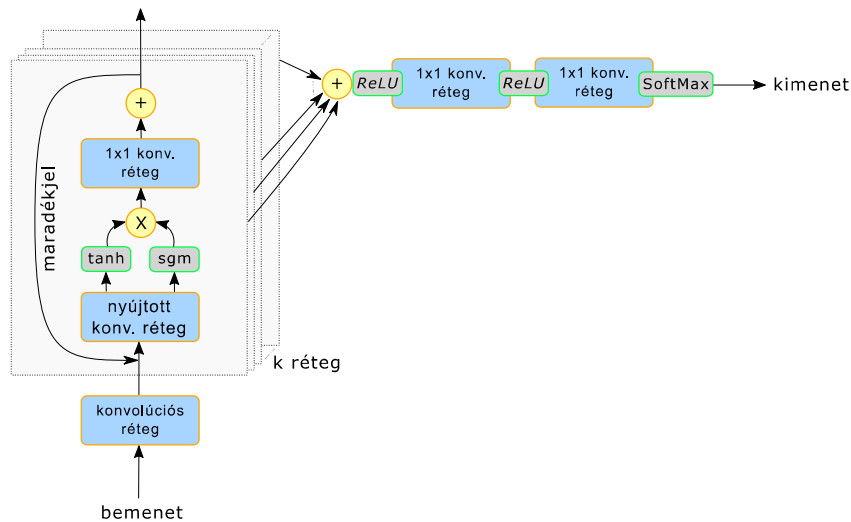 +
1x1 konv.
réteg
maradékjel
X
tanh
sgm
nyújtott
konv. réteg
k réteg
konvolúciós
réteg
bemenet
+
ReLU
1x1 konv.
réteg
ReLU
1x1 konv.
réteg
SoftMax
kimenet